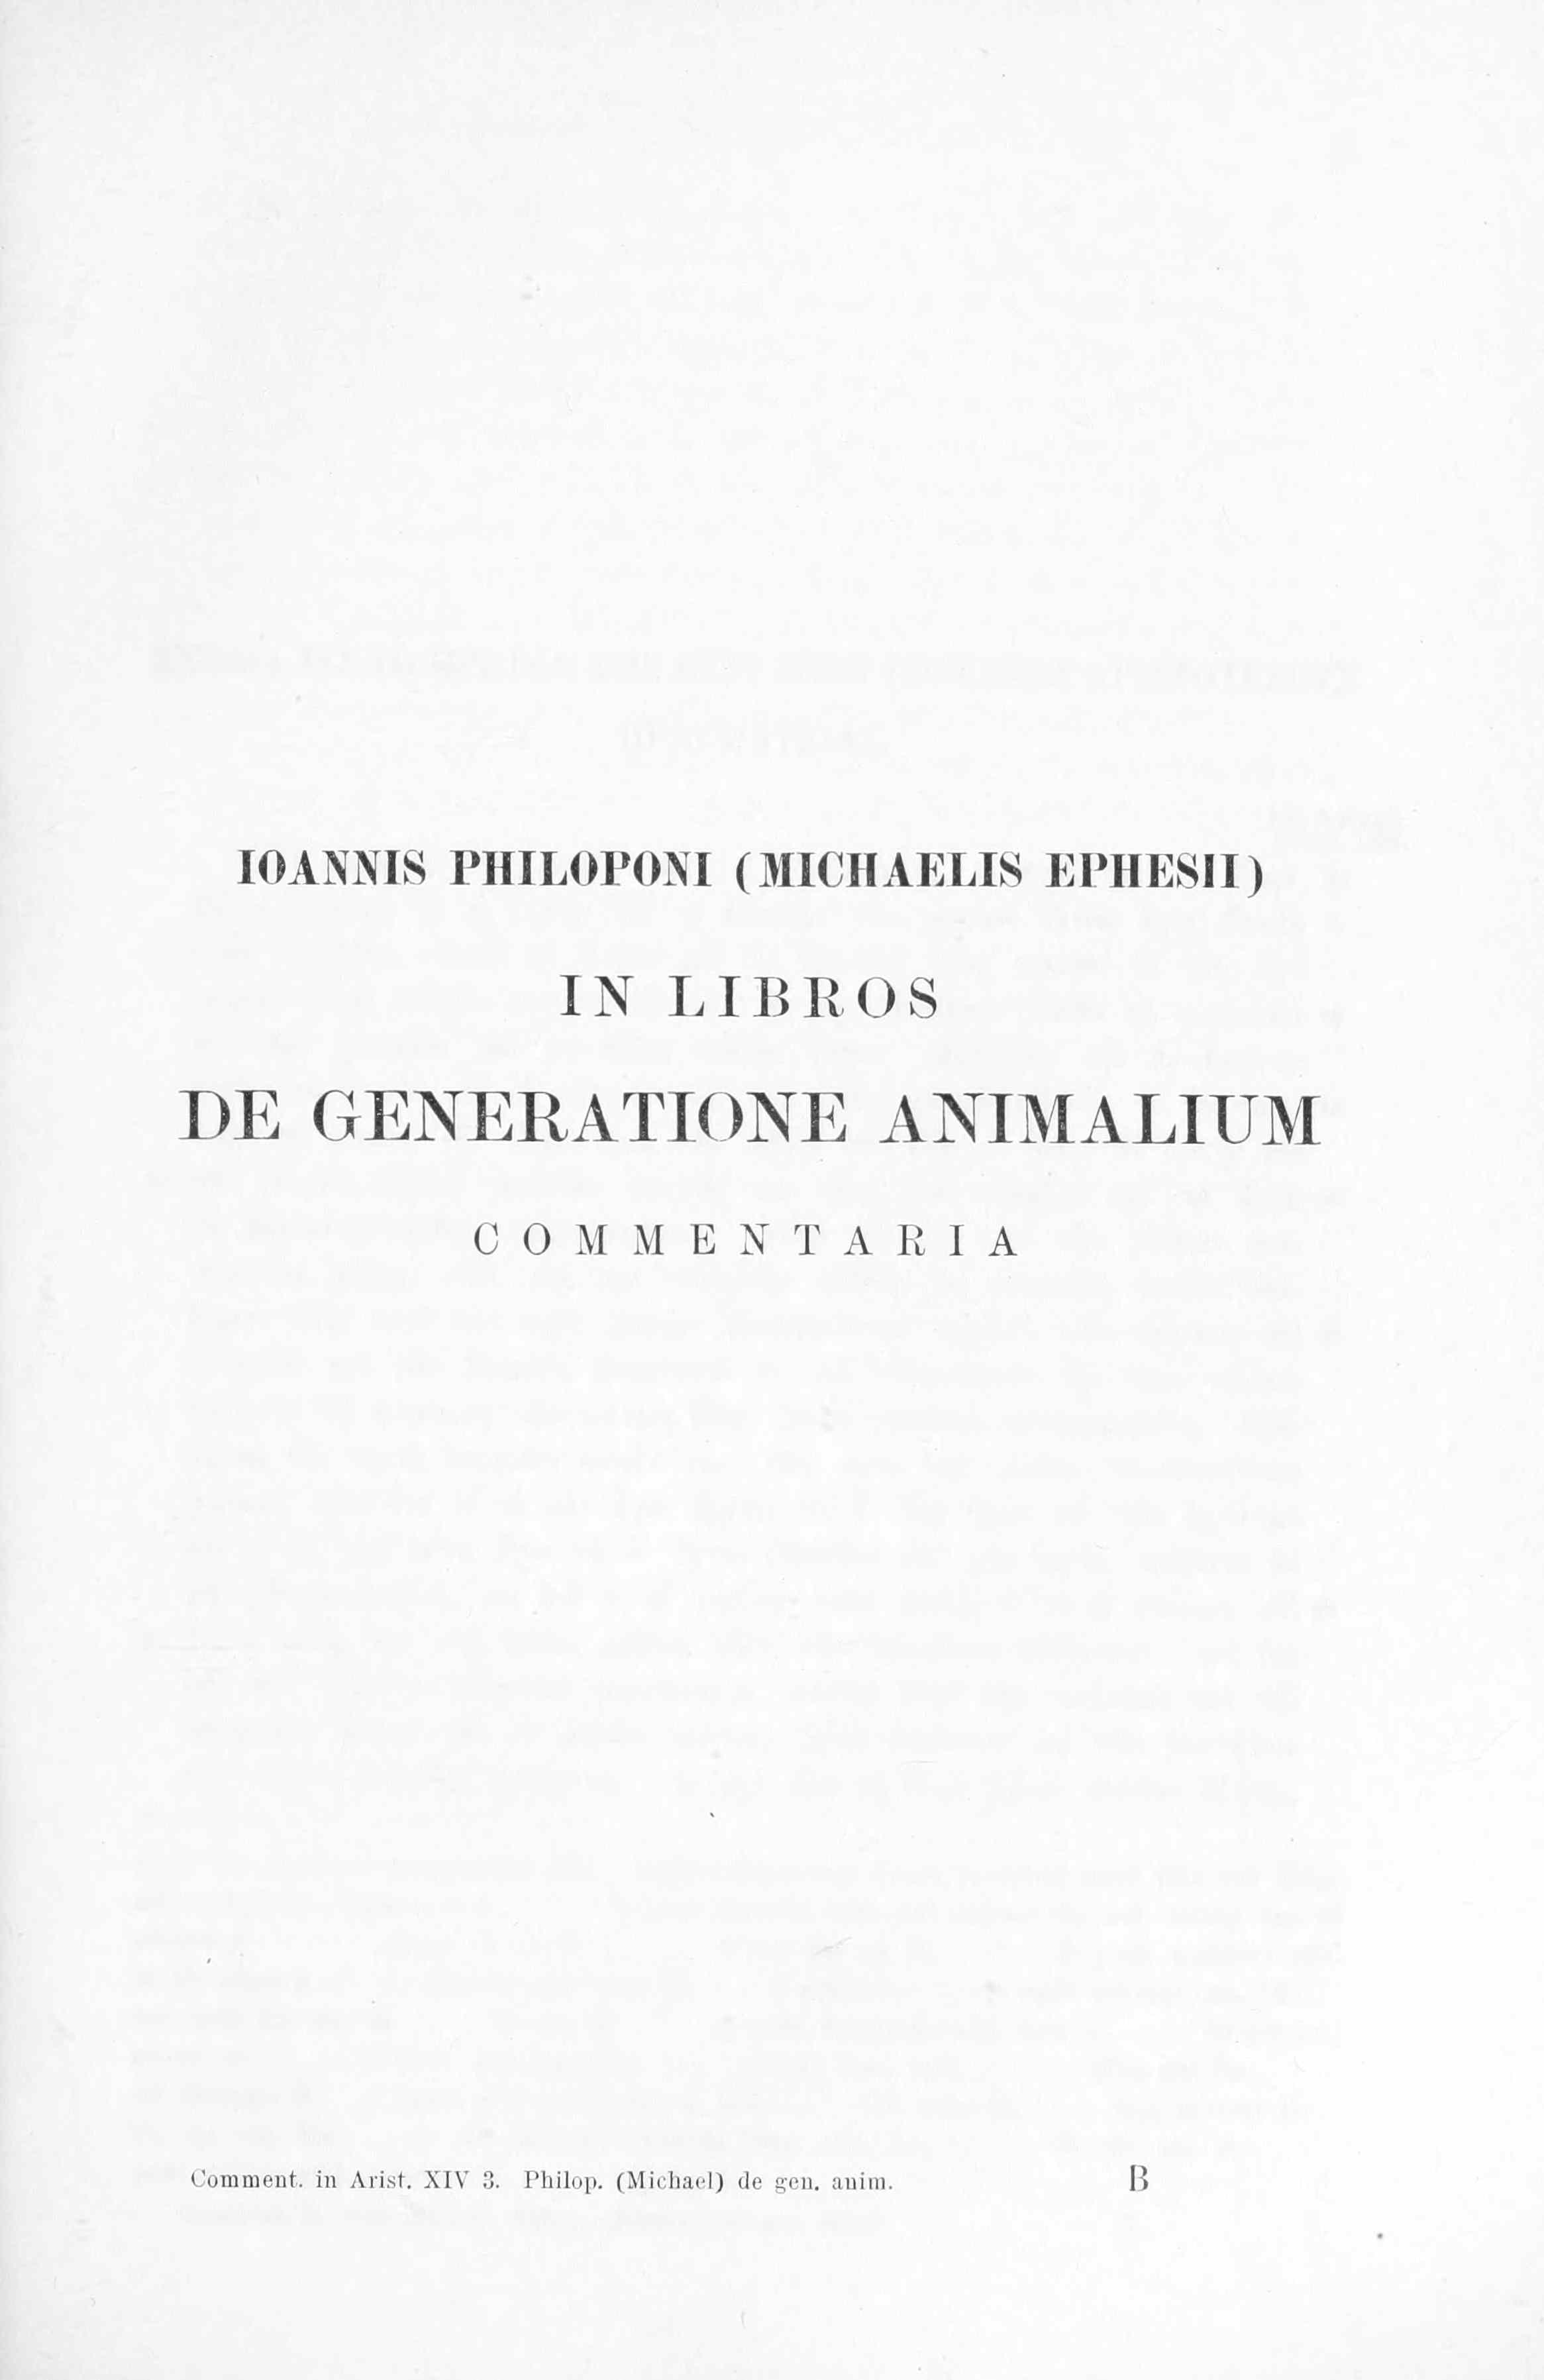 IOANNIS PHILOPONI (MICHAELIS EPHESII)
IN LIBROS
DE GENERATIONE ANIMALIUM
COMMENTARIA
Comment. in Arist. XIV 3. Philop. (Michael) de gen. anim. B